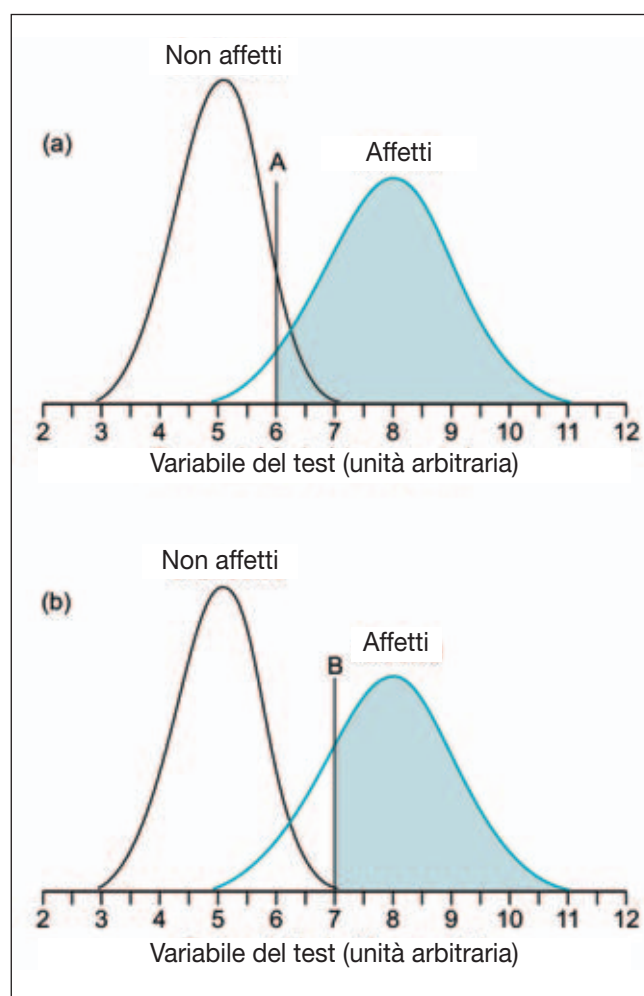 Non affetti
(a)
A
Affetti
2 3 4 5 6 7 8 9 10 11 12
Variabile del test (unità arbitraria)
Non affetti
(b)
Affetti
B
2 3 4 5 6 7 8 9 10 11 12
Variabile del test (unità arbitraria)